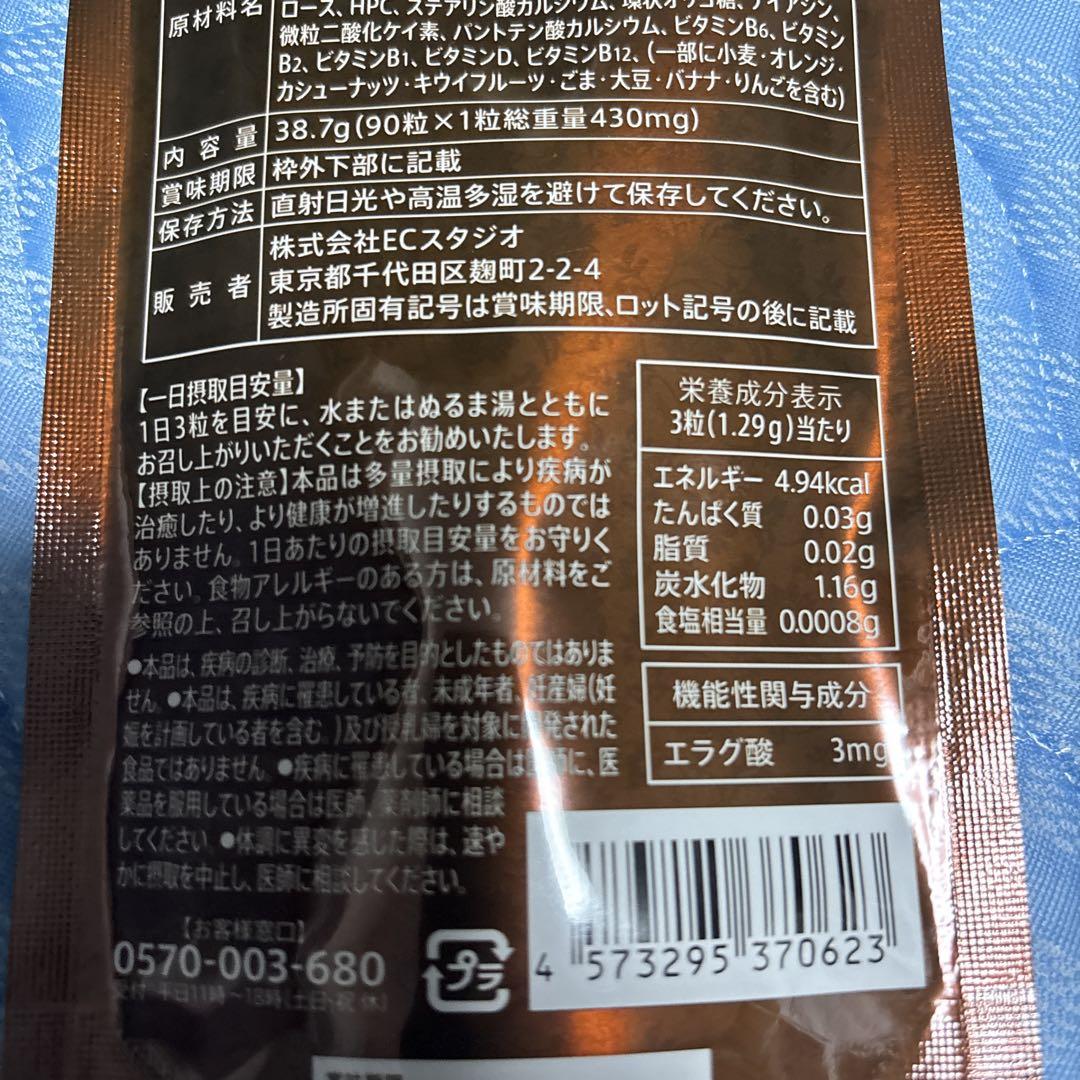 原材料名
ロース、HPC、ステアリン酸カルシウム、環状オリゴ糖、ナイアシン、
微粒二酸化ケイ素、パントテン酸カルシウム、ビタミンB6、ビタミン
B2、ビタミンB1、ビタミンD、ビタミンB12、(一部に小麦・オレンジ・
カシューナッツ・キウイフルーツ・ごま・大豆・バナナ・りんごを含む)
内容量 38.7g(90粒×1粒総重量430mg)
賞味期限 枠外下部に記載
保存方法 直射日光や高温多湿を避けて保存してください。
販売者 株式会社ECスタジオ
東京都千代田区麹町2-2-4
製造所固有記号は賞味期限、ロット記号の後に記載
【一日摂取目安量】
1日3粒を目安に、水またはぬるま湯とともに
お召し上がりいただくことをお勧めいたします。
【摂取上の注意】本品は多量摂取により疾病が
治癒したり、より健康が増進したりするものでは
ありません。1日あたりの摂取目安量をお守りく
ださい。食物アレルギーのある方は、原材料をご
参照の上、召し上がらないでください。
●本品は、疾病の診断、治療、予防を目的としたものではありま
せん。●本品は、疾病に罹患している者、未成年者、妊産婦(妊
娠を計画している者を含む。)及び授乳婦を対象に開発された
食品ではありません。●疾病に罹患している場合は医師に、医
薬品を服用している場合は医師、薬剤師に相談
してください。●体調に異変を感じた際は、速や
かに摂取を中止し、医師に相談してください。
【お客様窓口】
0570-003-680
受付 平日11時~18時(土日・祝 休)
栄養成分表示
3粒(1.29g)当たり
エネルギー 4.94kcal
たんぱく質 0.03g
脂質 0.02g
炭水化物 1.16g
食塩相当量 0.0008g
機能性関与成分
エラグ酸 3mg
プラ
4 573295 370623